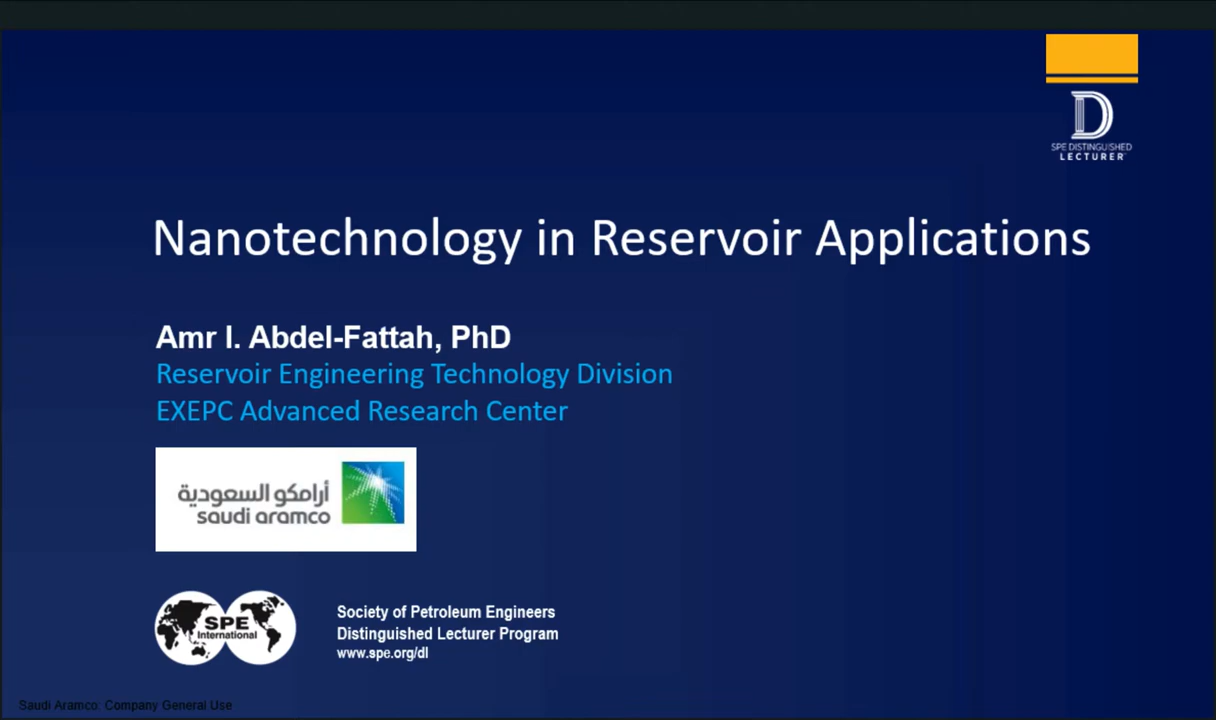 D
SPE DISTINGUISHED
LECTURER
Nanotechnology in Reservoir Applications
Amr I. Abdel-Fattah, PhD
Reservoir Engineering Technology Division
EXEPC Advanced Research Center
أرامكو السعودية
saudi aramco
SPE
International
Society of Petroleum Engineers
Distinguished Lecturer Program
www.spe.org/dl
Saudi Aramco: Company General Use